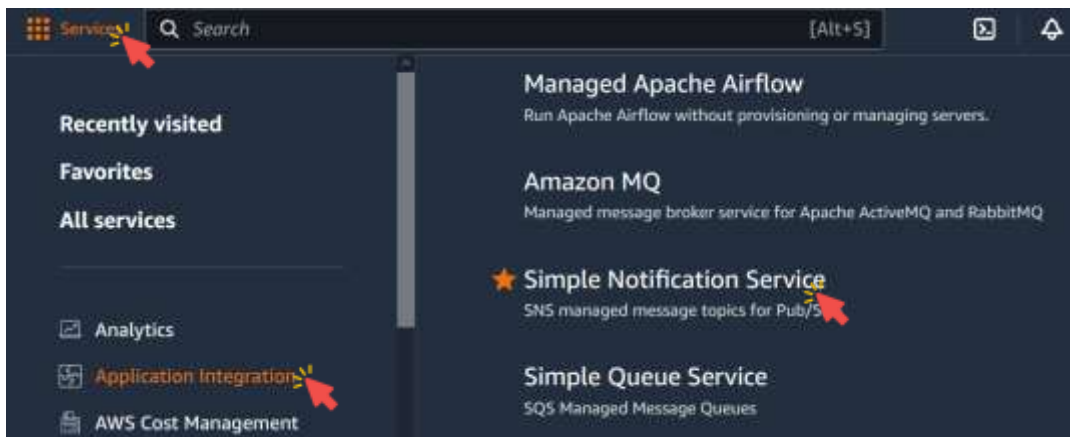 Services
Search
[Alt+S]
Recently visited
Favorites
All services
Analytics
Application Integration
AWS Cost Management
Managed Apache Airflow
Run Apache Airflow without provisioning or managing servers.
Amazon MQ
Managed message broker service for Apache ActiveMQ and RabbitMQ
Simple Notification Service
SNS managed message topics for Pub/S
Simple Queue Service
SQS Managed Message Queues